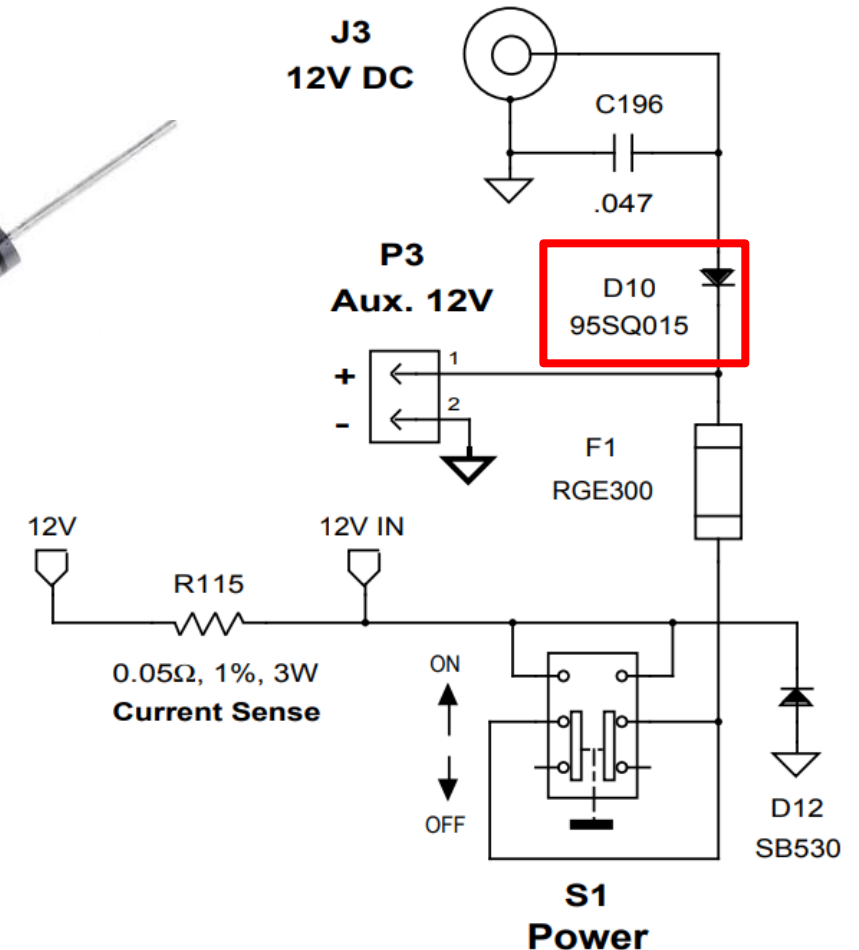 J3
12V DC
C196
.047
P3
Aux. 12V
D10
95SQ015
+
1
-
2
F1
RGE300
12V
12V IN
R115
0.05Ω, 1%, 3W
Current Sense
ON
OFF
D12
SB530
S1
Power